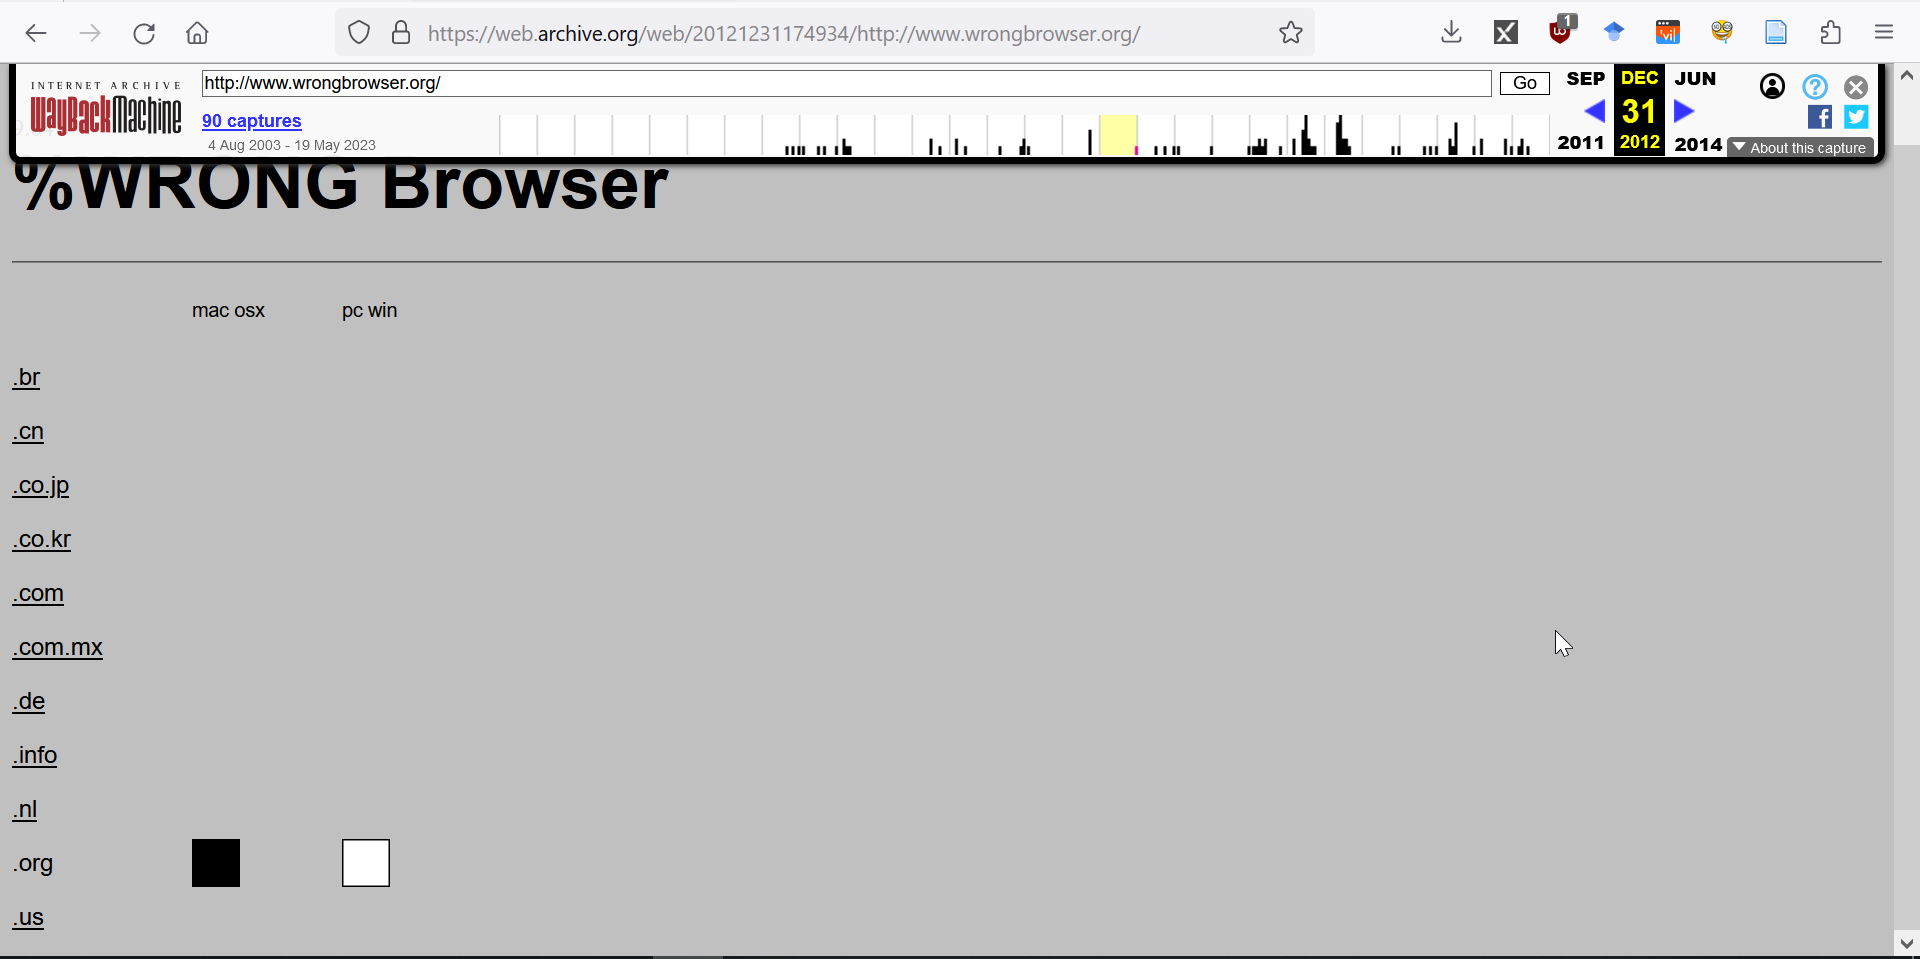 https://web.archive.org/web/20121231174934/http://www.wrongbrowser.org/
1
INTERNET ARCHIVE
WayBackMachine
http://www.wrongbrowser.org/
Go
90 captures
4 Aug 2003 - 19 May 2023
SEP DEC JUN
31
2011 2012 2014
About this capture
%WRONG Browser
mac osx pc win
.br
.cn
.co.jp
.co.kr
.com
.com.mx
.de
.info
.nl
.org
.us